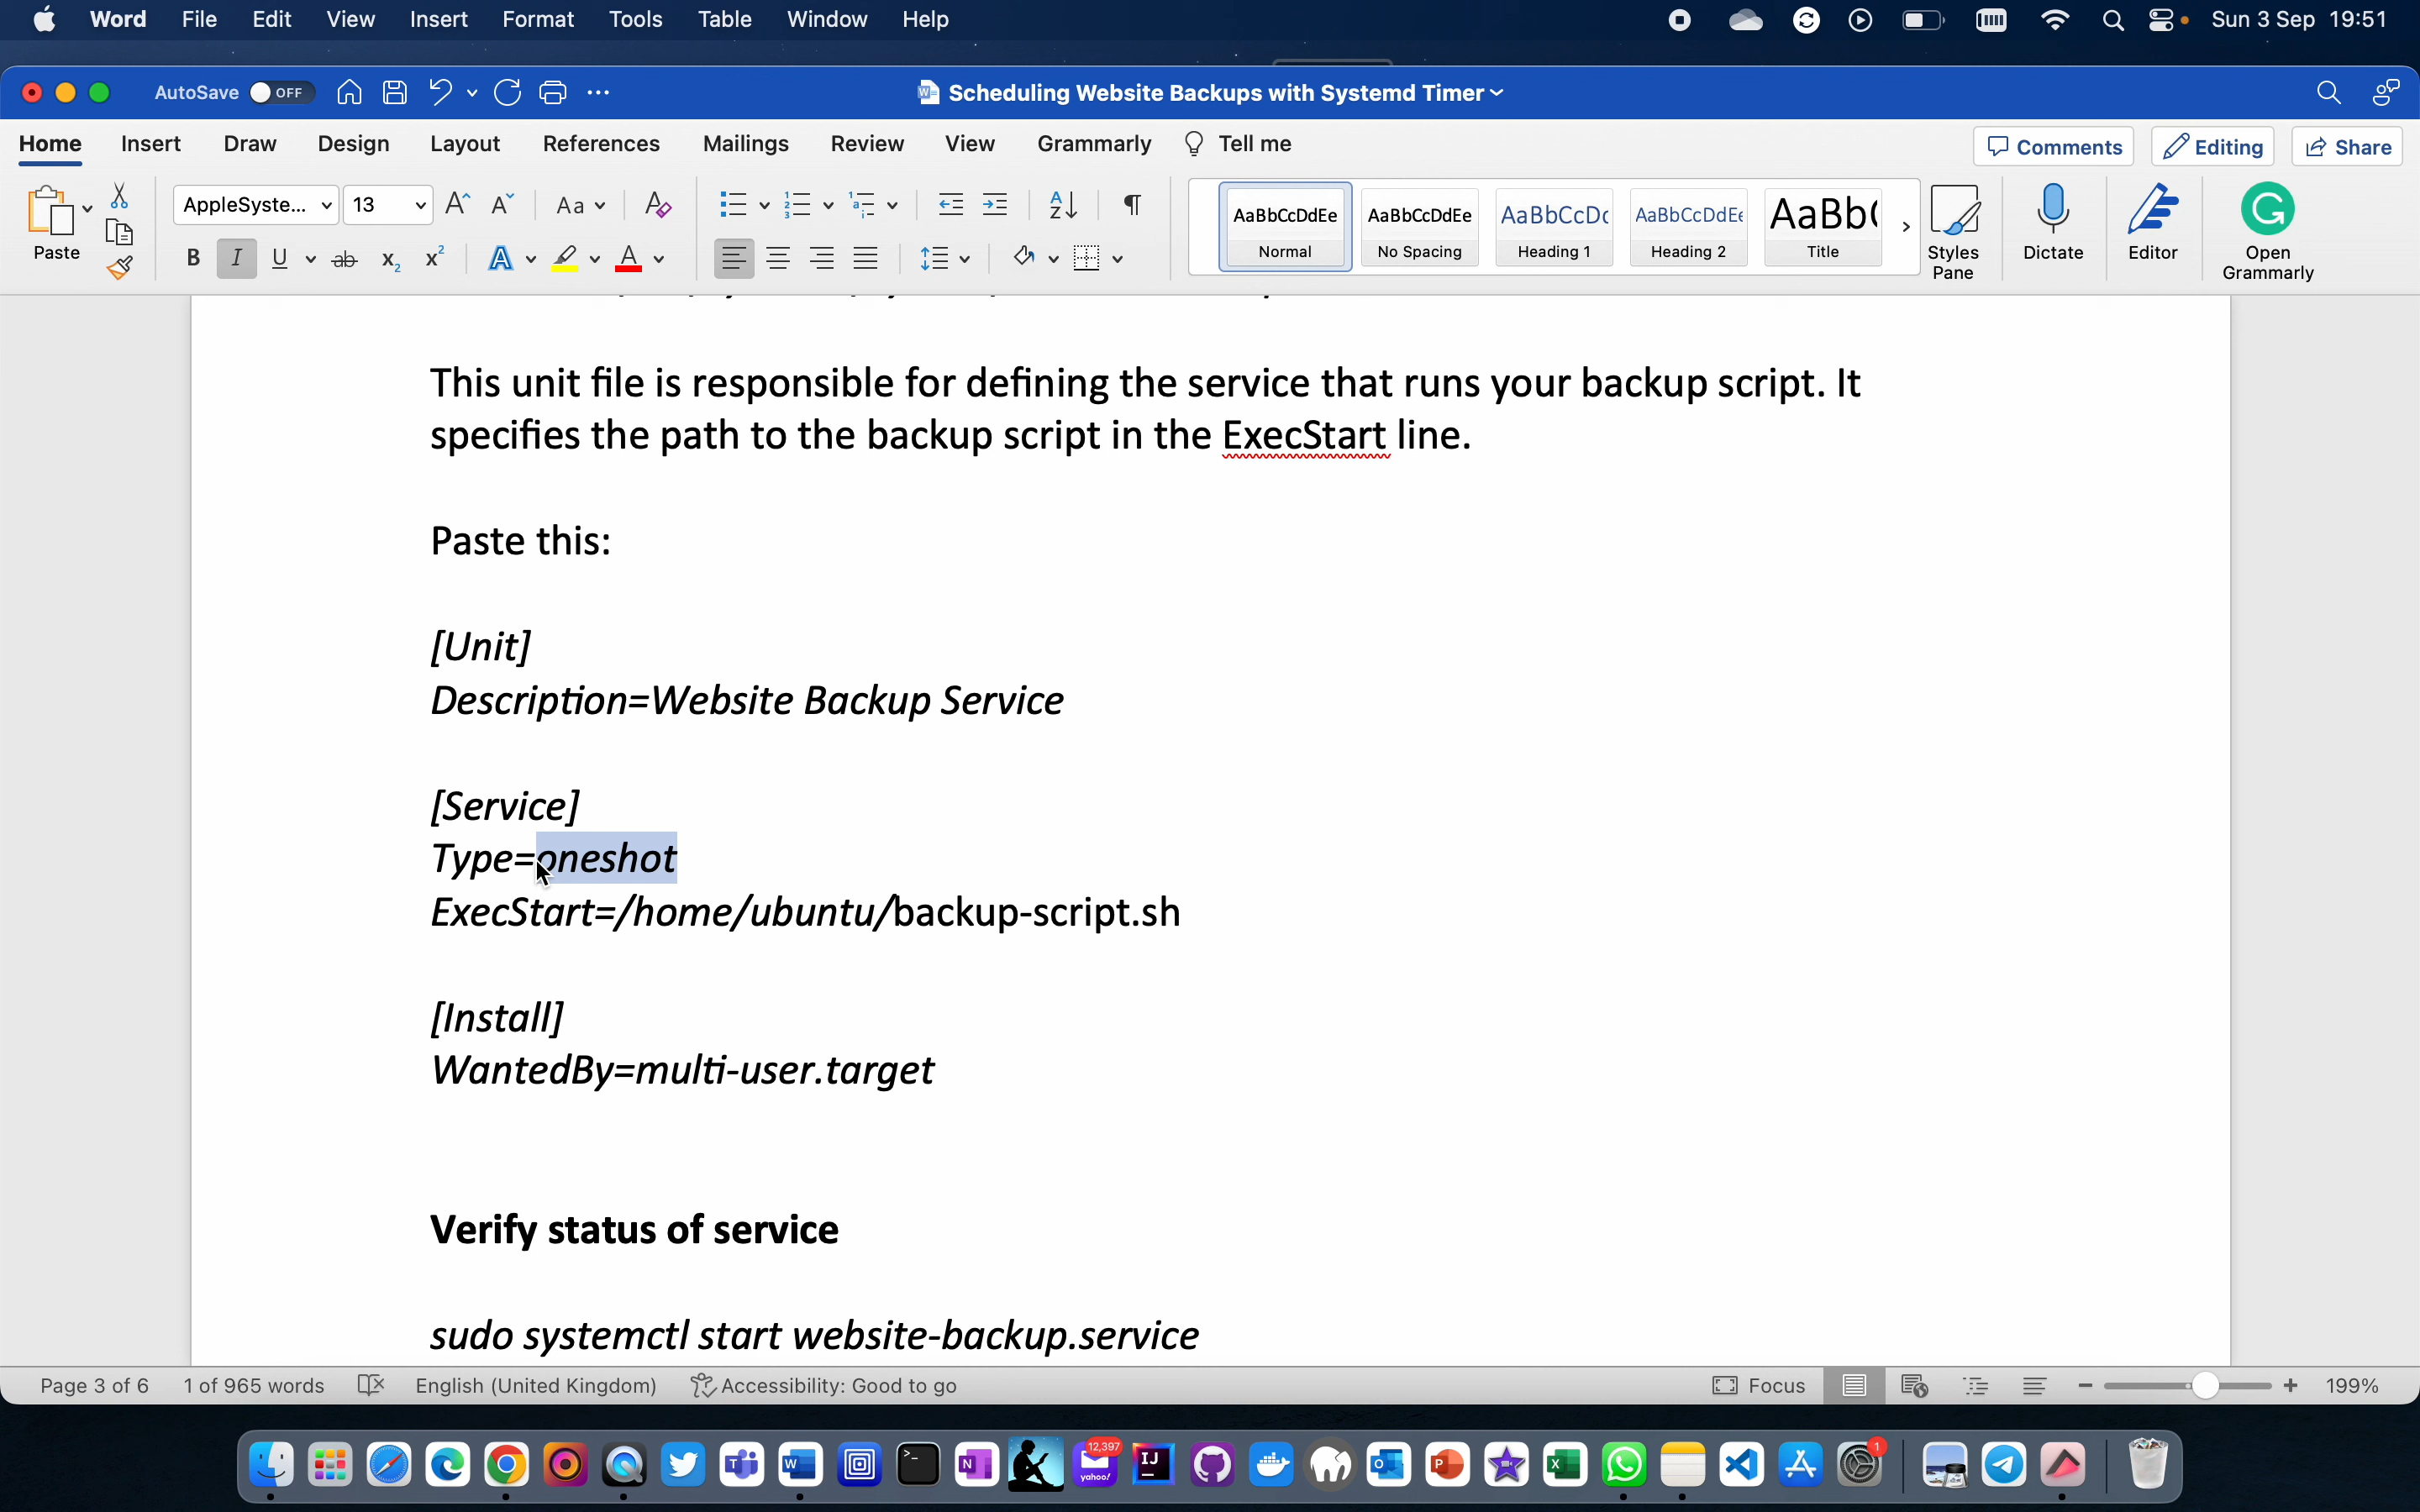 Word File Edit View Insert Format Tools Table Window Help Sun 3 Sep 19:51
AutoSave OFF Scheduling Website Backups with Systemd Timer
Home Insert Draw Design Layout References Mailings Review View Grammarly Tell me Comments Editing Share
AppleSyste... 13 Aa
AaBbCcDdEe AaBbCcDdEe AaBbCcDc AaBbCcDdEe AaBb(
Paste
Normal No Spacing Heading 1 Heading 2 Title
Styles Pane
Dictate
Editor
Open Grammarly
This unit file is responsible for defining the service that runs your backup script. It
specifies the path to the backup script in the ExecStart line.
Paste this:
[Unit]
Description=Website Backup Service
[Service]
Type=oneshot
ExecStart=/home/ubuntu/backup-script.sh
[Install]
WantedBy=multi-user.target
Verify status of service
sudo systemctl start website-backup.service
Page 3 of 6 1 of 965 words English (United Kingdom) Accessibility: Good to go Focus 199%
12,397
yahoo!
1